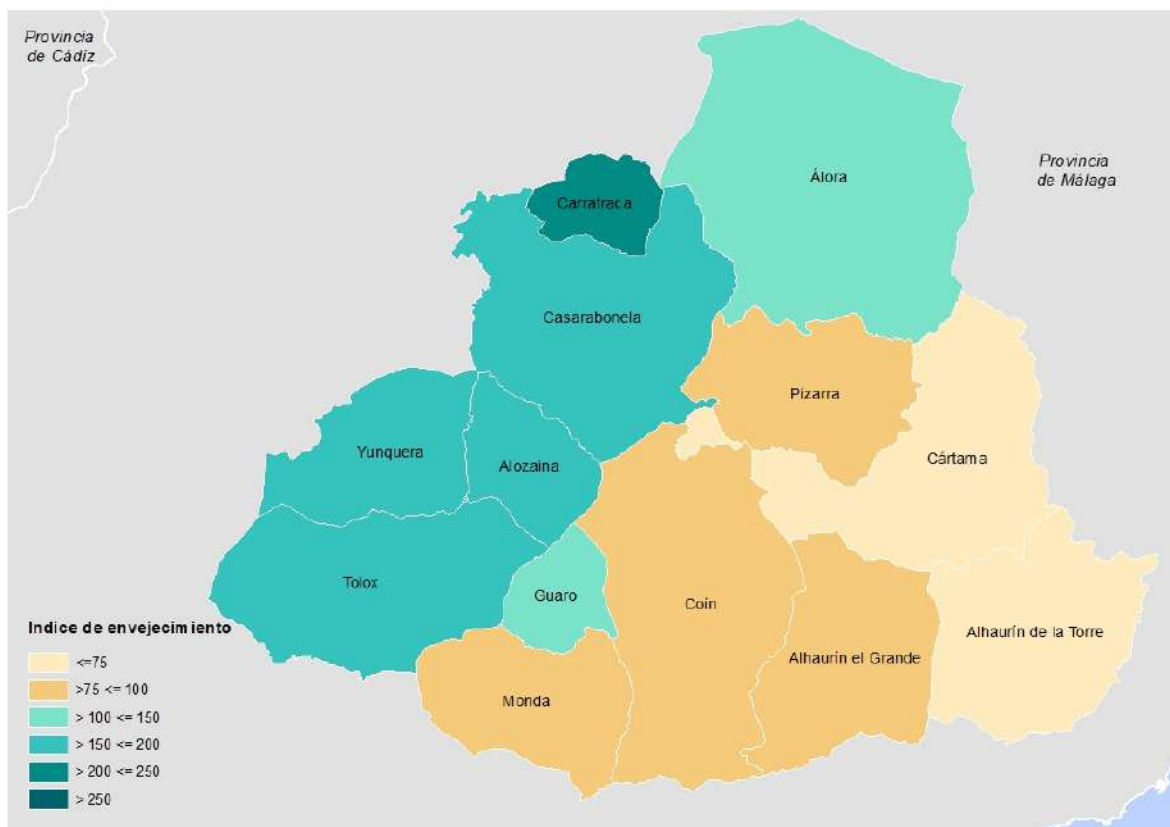 Provincia
de Cádiz
Provincia
de Málaga
Álora
Carratraca
Casarabonela
Pizarra
Yunquera
Alozaina
Cártama
Tolox
Guaro
Coín
Alhaurín de la Torre
Alhaurín el Grande
Monda
Indice de envejecimiento
<=75
>75 <= 100
> 100 <= 150
> 150 <= 200
> 200 <= 250
> 250